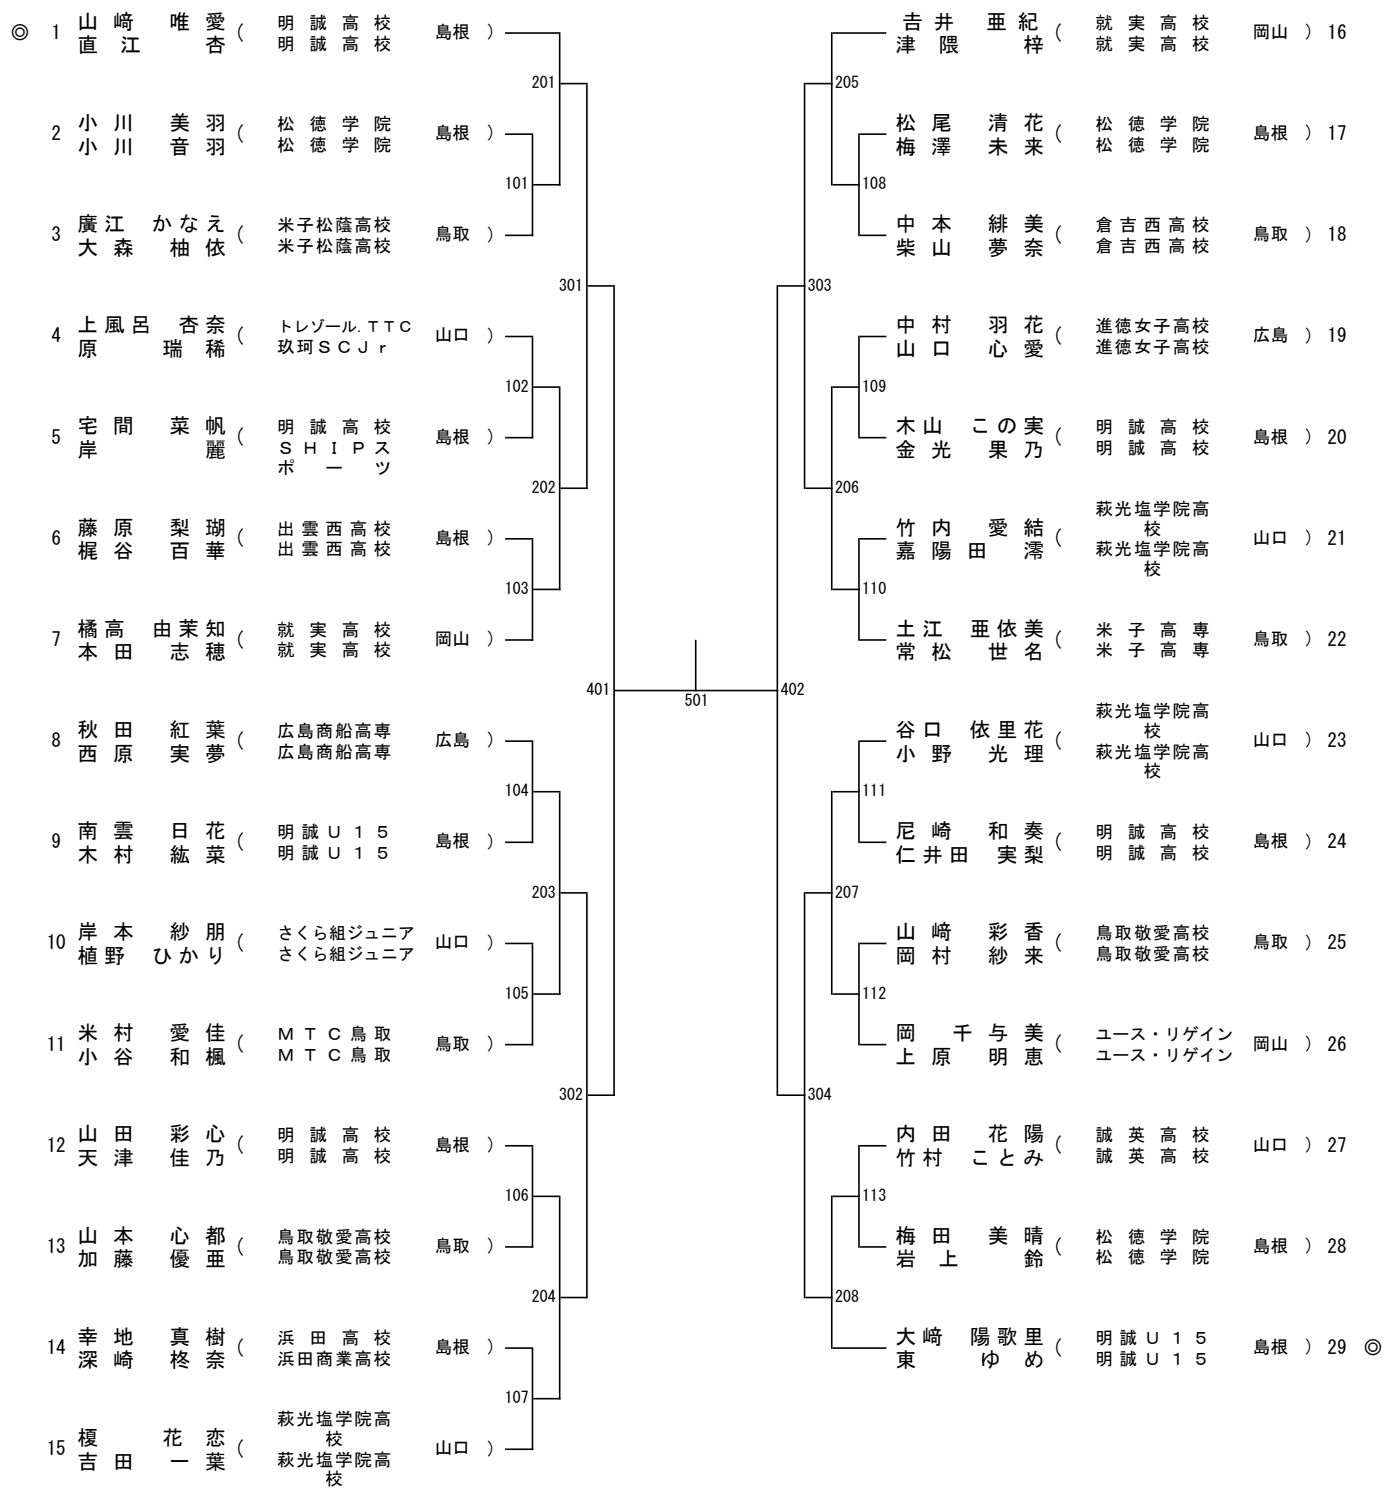 ◎ 1 山﨑 唯愛 ( 明誠高校 島根 )
直江 杏 明誠高校
201
2 小川 美羽 ( 松徳学院 島根 )
小川 音羽 松徳学院
101
3 廣江 かなえ ( 米子松蔭高校 鳥取 )
大森 柚依 米子松蔭高校
301
4 上風呂 杏奈 ( トレゾール.TTC 山口 )
原 瑞稀 玖珂SCJr
102
5 宅間 菜帆 ( 明誠高校 島根 )
岸 麗 SHIPス
ポーツ
202
6 藤原 梨瑚 ( 出雲西高校 島根 )
梶谷 百華 出雲西高校
103
7 橘高 由茉知 ( 就実高校 岡山 )
本田 志穂 就実高校
401
8 秋田 紅葉 ( 広島商船高専 広島 )
西原 実夢 広島商船高専
104
9 南雲 日花 ( 明誠U15 島根 )
木村 紘菜 明誠U15
203
10 岸本 紗朋 ( さくら組ジュニア 山口 )
植野 ひかり さくら組ジュニア
105
11 米村 愛佳 ( MTC鳥取 鳥取 )
小谷 和楓 MTC鳥取
302
12 山田 彩心 ( 明誠高校 島根 )
天津 佳乃 明誠高校
106
13 山本 心都 ( 鳥取敬愛高校 鳥取 )
加藤 優亜 鳥取敬愛高校
204
14 幸地 真樹 ( 浜田高校 島根 )
深崎 柊奈 浜田商業高校
107
15 榎 花恋 ( 萩光塩学院高
校 山口 )
吉田 一葉 萩光塩学院高
校
501
吉井 亜紀 ( 就実高校 岡山 ) 16
津隈 梓 就実高校
205
松尾 清花 ( 松徳学院 島根 ) 17
梅澤 未来 松徳学院
108
中本 緋美 ( 倉吉西高校 鳥取 ) 18
柴山 夢奈 倉吉西高校
303
中村 羽花 ( 進徳女子高校 広島 ) 19
山口 心愛 進徳女子高校
109
木山 この実 ( 明誠高校 島根 ) 20
金光 果乃 明誠高校
206
竹内 愛結 ( 萩光塩学院高
校 山口 ) 21
嘉陽田 澪 萩光塩学院高
校
110
土江 亜依美 ( 米子高専 鳥取 ) 22
常松 世名 米子高専
402
谷口 依里花 ( 萩光塩学院高
校 山口 ) 23
小野 光理 萩光塩学院高
校
111
尼崎 和奏 ( 明誠高校 島根 ) 24
仁井田 実梨 明誠高校
207
山﨑 彩香 ( 鳥取敬愛高校 鳥取 ) 25
岡村 紗来 鳥取敬愛高校
112
岡 千与美 ( ユース・リゲイン 岡山 ) 26
上原 明恵 ユース・リゲイン
304
内田 花陽 ( 誠英高校 山口 ) 27
竹村 ことみ 誠英高校
113
梅田 美晴 ( 松徳学院 島根 ) 28
岩上 鈴 松徳学院
208
大﨑 陽歌里 ( 明誠U15 島根 ) 29 ◎
東 ゆめ 明誠U15